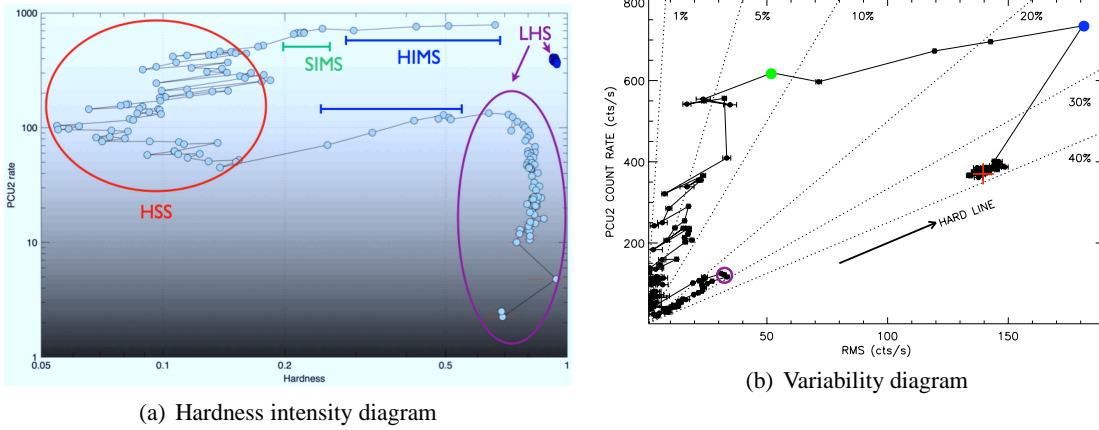 1000
100
10
1
PCU2 rate
0.05
0.1
0.2
0.5
1
Hardness
LHS
SIMS
HIMS
HSS
(a) Hardness intensity diagram
800
600
400
200
PCU2 COUNT RATE (cts/s)
1%
5%
10%
20%
30%
40%
HARD LINE
50
100
150
RMS (cts/s)
(b) Variability diagram